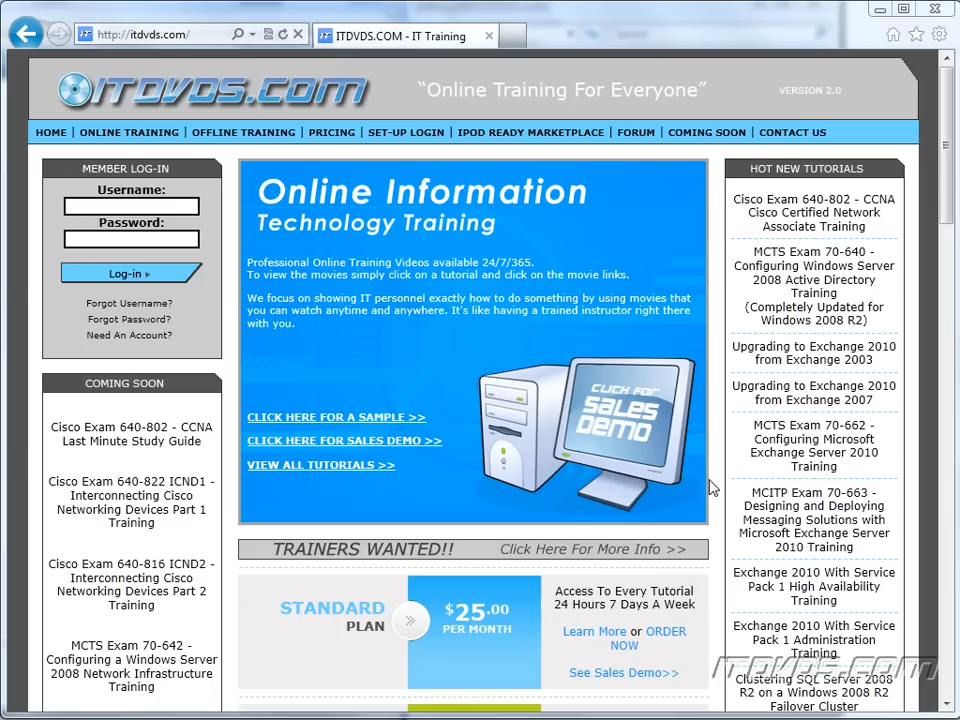 http://itdvds.com/
ITDVDS.COM - IT Training
ITDVDS.COM
"Online Training For Everyone"
VERSION 2.0
HOME | ONLINE TRAINING | OFFLINE TRAINING | PRICING | SET-UP LOGIN | IPOD READY MARKETPLACE | FORUM | COMING SOON | CONTACT US
MEMBER LOG-IN
Username:
Password:
Log-in
Forgot Username?
Forgot Password?
Need An Account?
COMING SOON
Cisco Exam 640-802 - CCNA
Last Minute Study Guide
Cisco Exam 640-822 ICND1 -
Interconnecting Cisco
Networking Devices Part 1
Training
Cisco Exam 640-816 ICND2 -
Interconnecting Cisco
Networking Devices Part 2
Training
MCTS Exam 70-642 -
Configuring a Windows Server
2008 Network Infrastructure
Training
Online Information
Technology Training
Professional Online Training Videos available 24/7/365.
To view the movies simply click on a tutorial and click on the movie links.
We focus on showing IT personnel exactly how to do something by using movies that
you can watch anytime and anywhere. It's like having a trained instructor right there
with you.
CLICK HERE FOR A SAMPLE >>
CLICK HERE FOR SALES DEMO >>
VIEW ALL TUTORIALS >>
CLICK FOR
SALES
DEMO
TRAINERS WANTED!! Click Here For More Info >>
STANDARD
PLAN
$25.00
PER MONTH
Access To Every Tutorial
24 Hours 7 Days A Week
Learn More or ORDER
NOW
See Sales Demo>>
HOT NEW TUTORIALS
Cisco Exam 640-802 - CCNA
Cisco Certified Network
Associate Training
MCTS Exam 70-640 -
Configuring Windows Server
2008 Active Directory
Training
(Completely Updated for
Windows 2008 R2)
Upgrading to Exchange 2010
from Exchange 2003
Upgrading to Exchange 2010
from Exchange 2007
MCTS Exam 70-662 -
Configuring Microsoft
Exchange Server 2010
Training
MCITP Exam 70-663 -
Designing and Deploying
Messaging Solutions with
Microsoft Exchange Server
2010 Training
Exchange 2010 With Service
Pack 1 High Availability
Training
Exchange 2010 With Service
Pack 1 Administration
Training
Clustering SQL Server 2008
R2 on a Windows 2008 R2
Failover Cluster
ITDVDS.COM